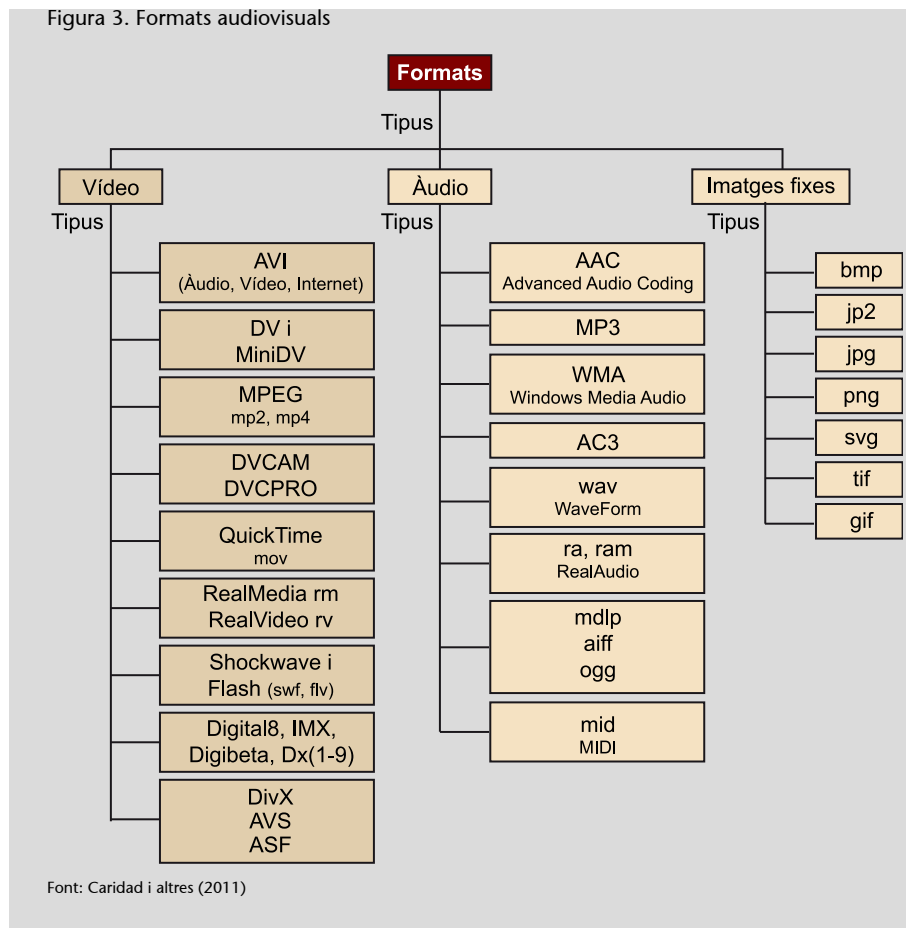 Figura 3. Formats audiovisuals
Formats
Tipus
Vídeo
Tipus
AVI
(Àudio, Vídeo, Internet)
DV i
MiniDV
MPEG
mp2, mp4
DVCAM
DVCPRO
QuickTime
mov
RealMedia rm
RealVideo rv
Shockwave i
Flash (swf, flv)
Digital8, IMX,
Digibeta, Dx(1-9)
DivX
AVS
ASF
Àudio
Tipus
AAC
Advanced Audio Coding
MP3
WMA
Windows Media Audio
AC3
wav
WaveForm
ra, ram
RealAudio
mdlp
aiff
ogg
mid
MIDI
Imatges fixes
Tipus
bmp
jp2
jpg
png
svg
tif
gif
Font: Caridad i altres (2011)